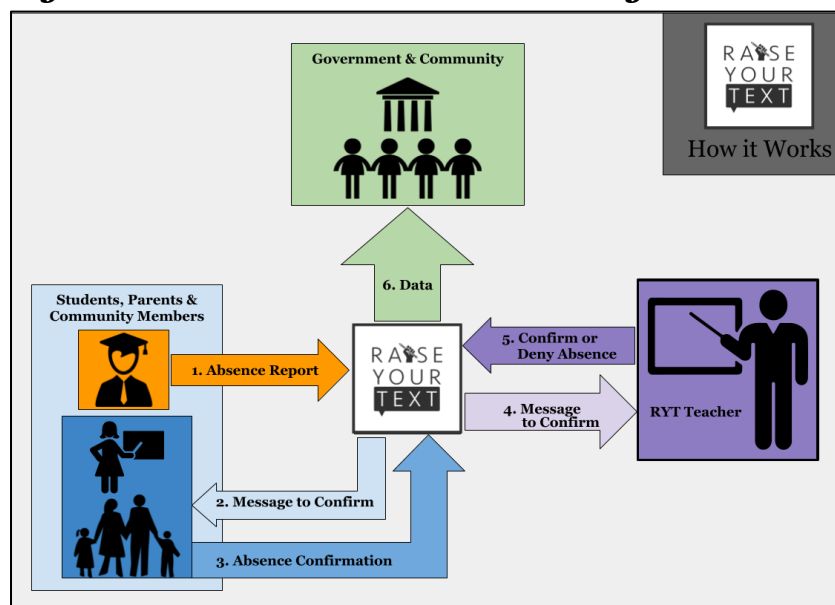 Government & Community
RAISE
YOUR
TEXT
How it Works
6. Data
Students, Parents &
Community Members
1. Absence Report
RAISE
YOUR
TEXT
5. Confirm or
Deny Absence
4. Message
to Confirm
RYT Teacher
2. Message to Confirm
3. Absence Confirmation